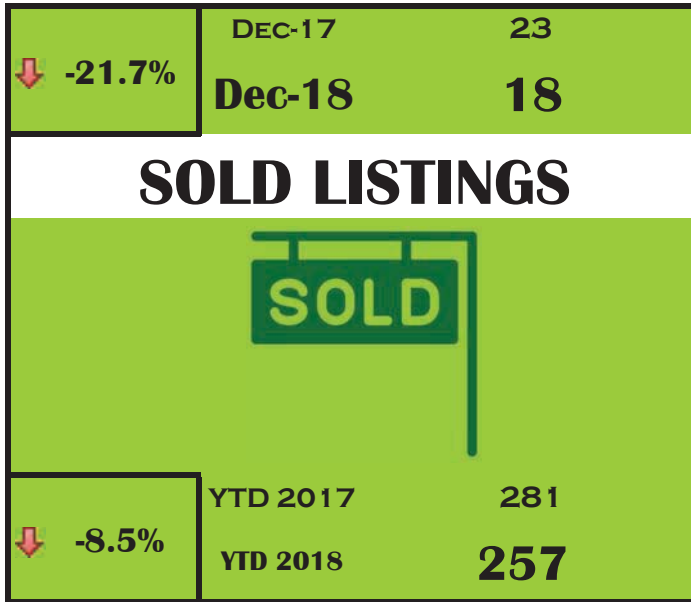 DEC-17 23
-21.7%
Dec-18 18
SOLD LISTINGS
SOLD
YTD 2017 281
-8.5%
YTD 2018 257